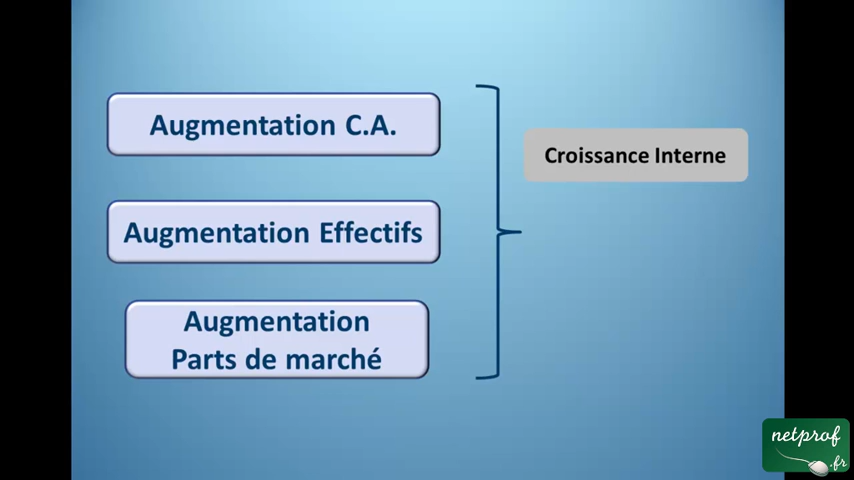 Augmentation C.A.
Croissance Interne
Augmentation Effectifs
Augmentation
Parts de marché
netprof
.fr